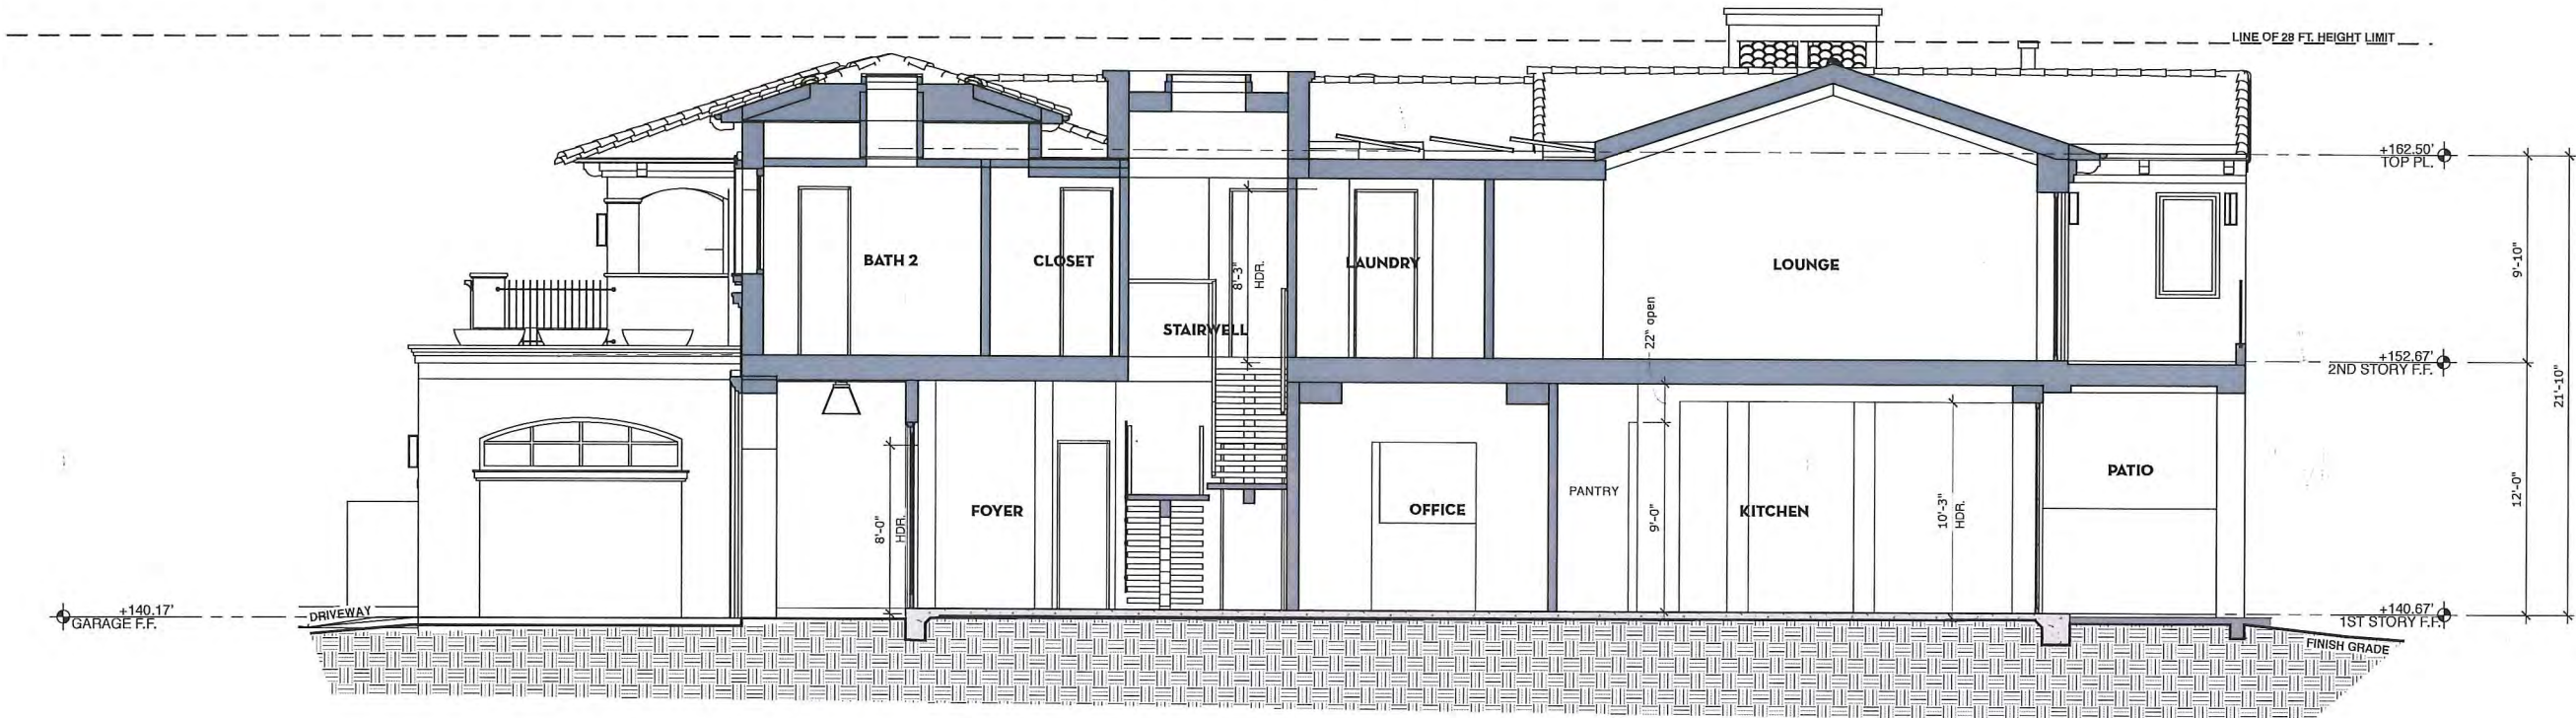 LINE OF 28 FT. HEIGHT LIMIT
+162.50'
TOP PL.
BATH 2
CLOSET
8'-3"
HDR.
LAUNDRY
LOUNGE
9'-10"
STAIRWELL
22" open
+152.67'
2ND STORY F.F.
21'-10"
8'-0"
HDR.
FOYER
OFFICE
PANTRY
9'-0"
KITCHEN
10'-3"
HDR.
PATIO
12'-0"
+140.17'
GARAGE F.F.
DRIVEWAY
+140.67'
1ST STORY F.F.
FINISH GRADE